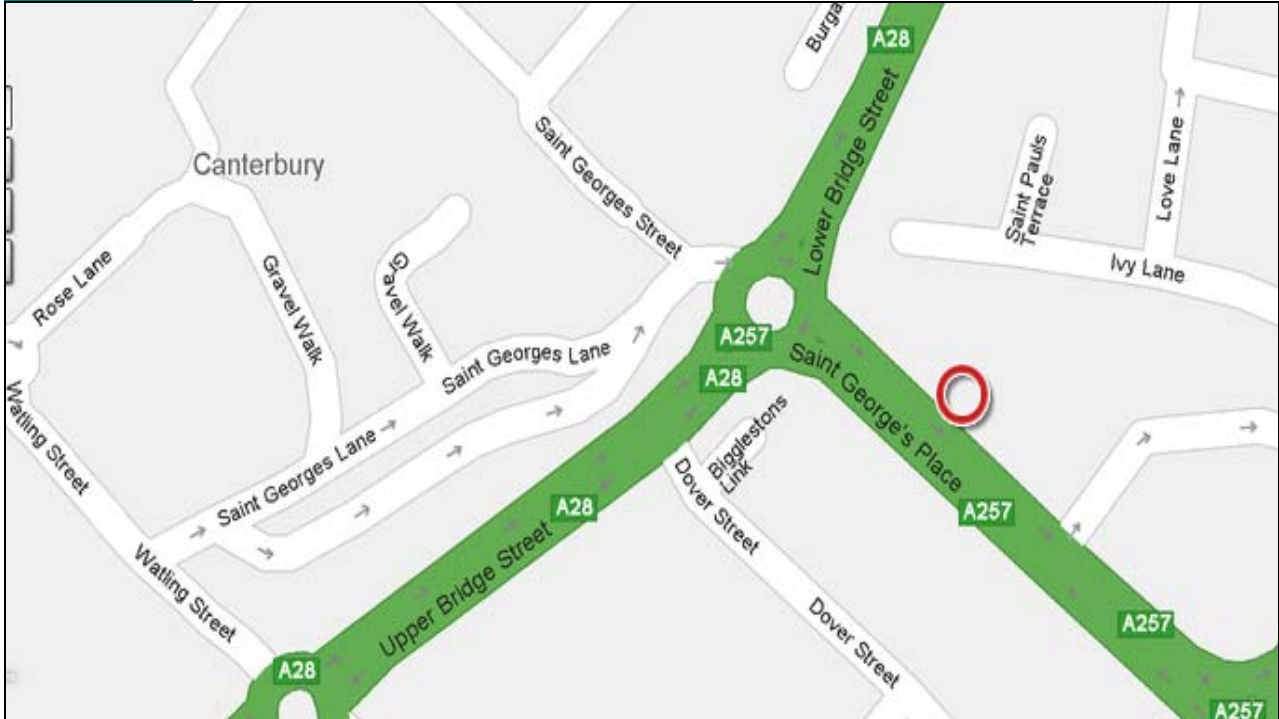 Burga
A28
Lower Bridge Street
Saint Georges Street
Canterbury
Saint Pauls
Terrace
Love Lane
Ivy Lane
Rose Lane
Gravel Walk
Gravel Walk
Saint Georges Lane
A257
A28
Saint George's Place
Watling Street
Saint Georges Lane
Bigglestons
Link
Dover Street
A28
A257
Upper Bridge Street
Watling Street
Dover Street
A257
A28
A257